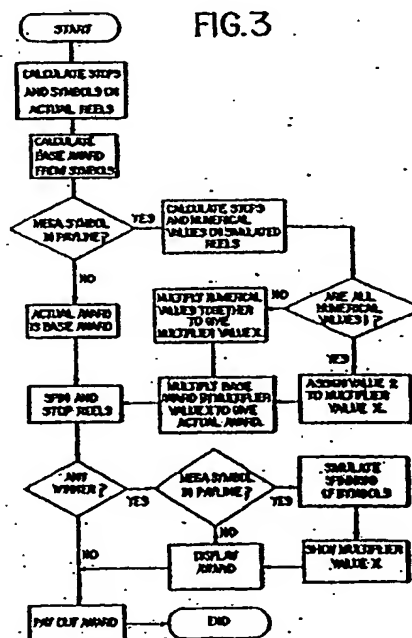 FIG.3
START
CALCULATE STOPS
AND SYMBOLS ON
ACTUAL REELS
CALCULATE
BASE AWARD
FROM SYMBOLS
MEGA SYMBOL
IN PAYLINE?
YES
CALCULATE STOPS
AND NUMERICAL
VALUES ON SIMULATED
REELS
NO
ACTUAL AWARD
IS BASE AWARD
MULTIPLY NUMERICAL
VALUES TOGETHER
TO GIVE
MULTIPLIER VALUE X.
NO
ARE ALL
NUMERICAL
VALUES 1?
YES
SPIN AND
STOP REELS
MULTIPLY BASE
AWARD BY MULTIPLIER
VALUE X TO GIVE
ACTUAL AWARD.
ASSIGN VALUE 2
TO MULTIPLIER
VALUE X.
ANY
WINNER?
YES
MEGA SYMBOL
IN PAYLINE?
YES
SIMULATE
SPINNING
OF SYMBOLS
NO
NO
DISPLAY
AWARD
SHOW MULTIPLIER
VALUE X
PAY OUT AWARD
END